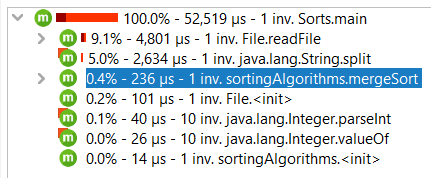 m 100.0% - 52,519 µs - 1 inv. Sorts.main
m 9.1% - 4,801 µs - 1 inv. File.readFile
m 5.0% - 2,634 µs - 1 inv. java.lang.String.split
m 0.4% - 236 µs - 1 inv. sortingAlgorithms.mergeSort
m 0.2% - 101 µs - 1 inv. File.<init>
m 0.1% - 40 µs - 10 inv. java.lang.Integer.parseInt
m 0.0% - 26 µs - 10 inv. java.lang.Integer.valueOf
m 0.0% - 14 µs - 1 inv. sortingAlgorithms.<init>